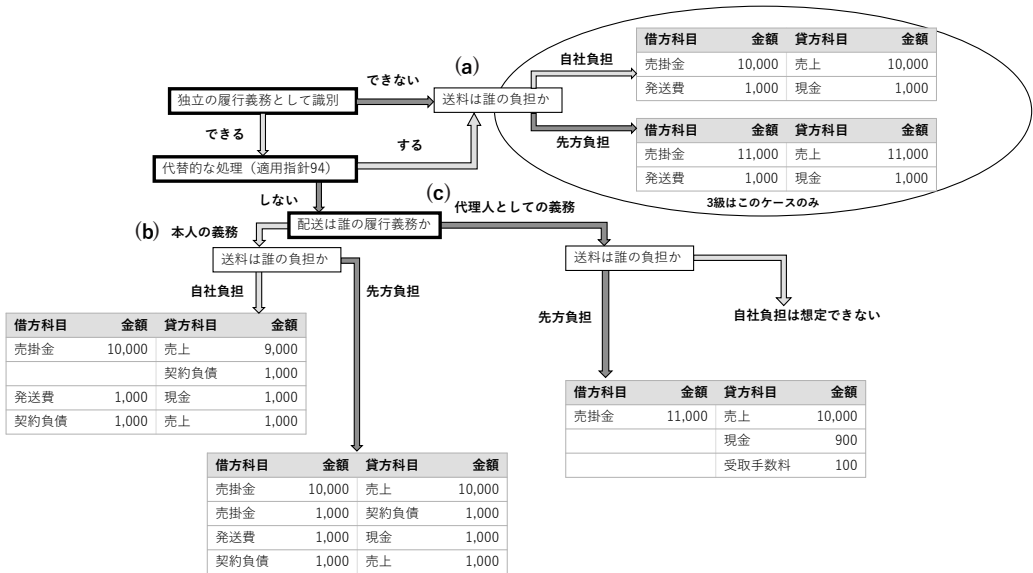 (a)
できない
自社負担
独立の履行義務として識別
送料は誰の負担か
借方科目 金額 貸方科目 金額
売掛金 10,000 売上 10,000
発送費 1,000 現金 1,000
先方負担
借方科目 金額 貸方科目 金額
売掛金 11,000 売上 11,000
発送費 1,000 現金 1,000
3級はこのケースのみ
できる
する
代替的な処理（適用指針94）
しない
(c)
代理人としての義務
配送は誰の履行義務か
(b) 本人の義務
送料は誰の負担か
自社負担
先方負担
借方科目 金額 貸方科目 金額
売掛金 10,000 売上 9,000
契約負債 1,000
発送費 1,000 現金 1,000
契約負債 1,000 売上 1,000
借方科目 金額 貸方科目 金額
売掛金 10,000 売上 10,000
売掛金 1,000 契約負債 1,000
発送費 1,000 現金 1,000
契約負債 1,000 売上 1,000
送料は誰の負担か
先方負担
自社負担は想定できない
借方科目 金額 貸方科目 金額
売掛金 11,000 売上 10,000
現金 900
受取手数料 100